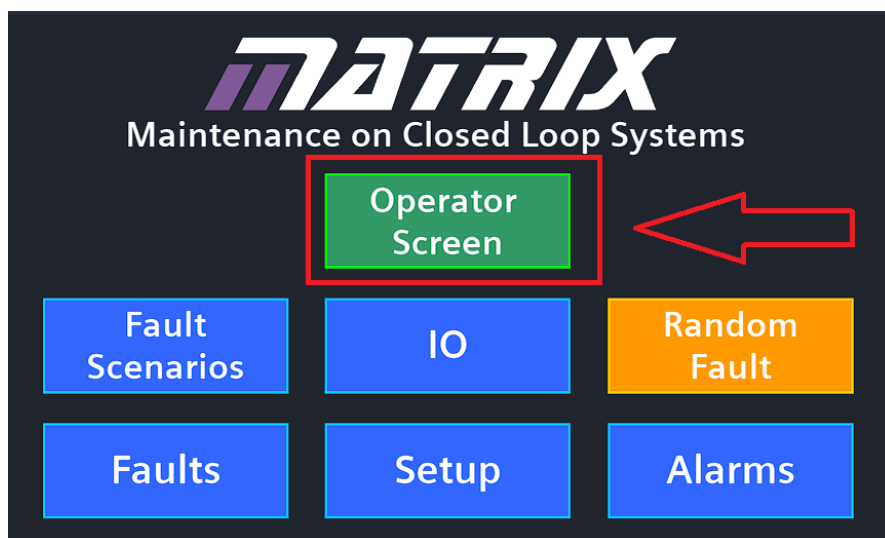 MATRIX
Maintenance on Closed Loop Systems
Operator
Screen
Fault
Scenarios
IO
Random
Fault
Faults
Setup
Alarms